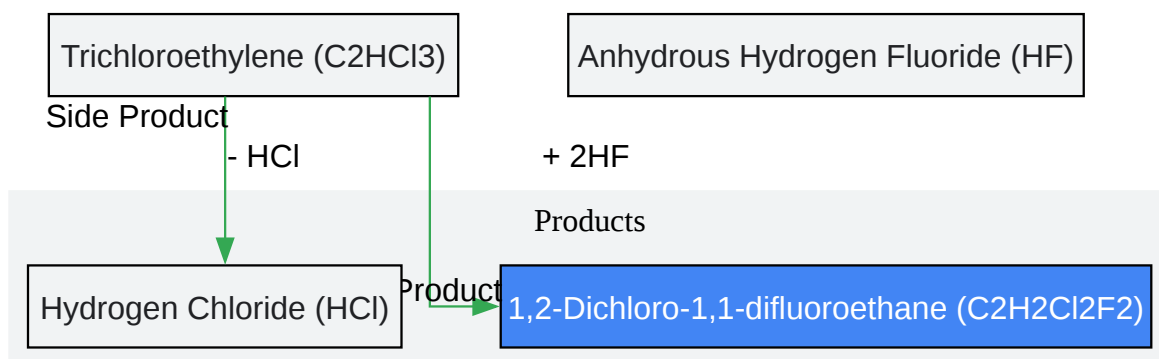 Trichloroethylene (C2HCl3)
Anhydrous Hydrogen Fluoride (HF)
Side Product
- HCl
+ 2HF
Products
Hydrogen Chloride (HCl)
Product
1,2-Dichloro-1,1-difluoroethane (C2H2Cl2F2)